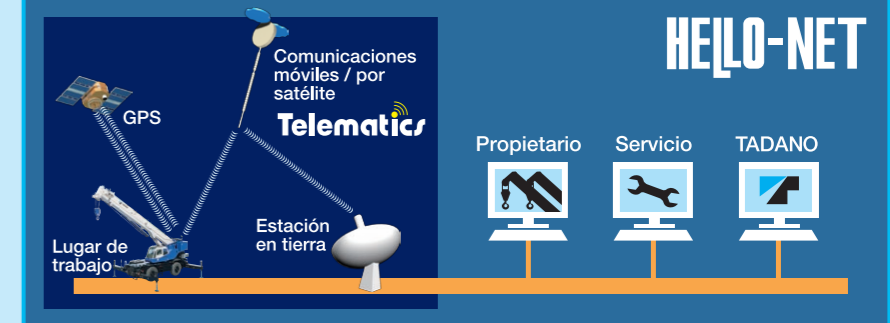 HELLO-NET
Comunicaciones
móviles / por
satélite
Telematics
GPS
Propietario
Servicio
TADANO
Estación
en tierra
Lugar de
trabajo